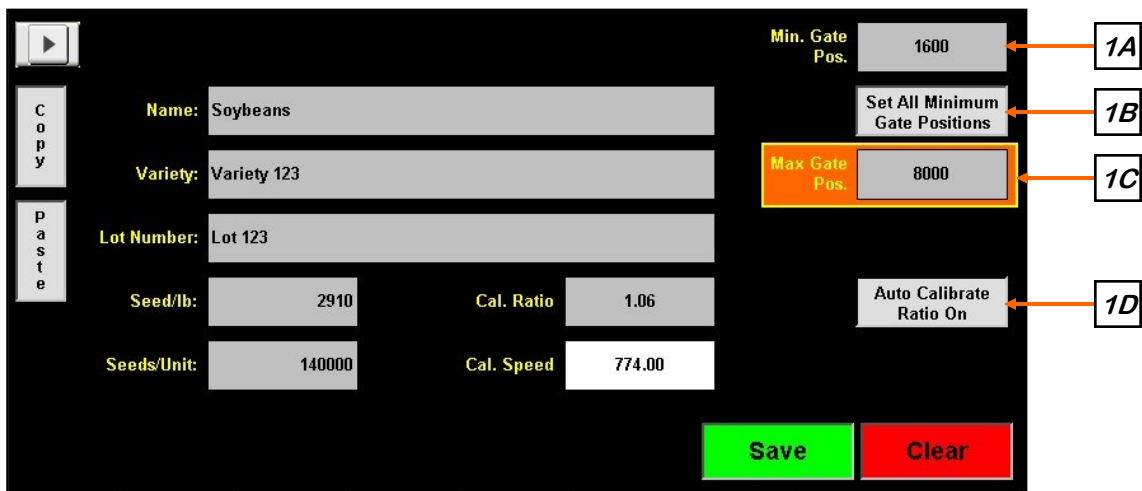 Min. Gate
Pos.
1600
1A
C
o
p
y
Name:
Soybeans
Set All Minimum
Gate Positions
1B
Variety:
Variety 123
Max Gate
Pos.
8000
1C
P
a
s
t
e
Lot Number:
Lot 123
Seed/lb:
2910
Cal. Ratio
1.06
Auto Calibrate
Ratio On
1D
Seeds/Unit:
140000
Cal. Speed
774.00
Save
Clear